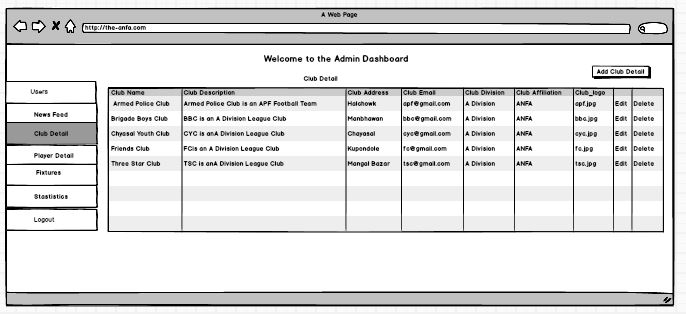 A Web Page
http://the-anfa.com
Welcome to the Admin Dashboard
Add Club Detail
Club Detail
Users
News Feed
Club Detail
Player Detail
Fixtures
Stastistics
Logout
Club Name Club Description Club Address Club Email Club Division Club Affiliation Club_logo
Armed Police Club Armed Police Club is an APF Football Team Halchowk apf@gmail.com A Division ANFA apf.jpg Edit Delete
Brigade Boys Club BBC is an A Division League Club Manbhawan bbc@gmail.com A Division ANFA bbc.jpg Edit Delete
Chyasal Youth Club CYC is anA Division League Club Chayasal cyc@gmail.com A Division ANFA cyc.jpg Edit Delete
Friends Club FCis an A Division League Club Kupondole fc@gmail.com A Division ANFA fc.jpg Edit Delete
Three Star Club TSC is anA Division League Club Mangal Bazar tsc@gmail.com A Division ANFA tsc.jpg Edit Delete